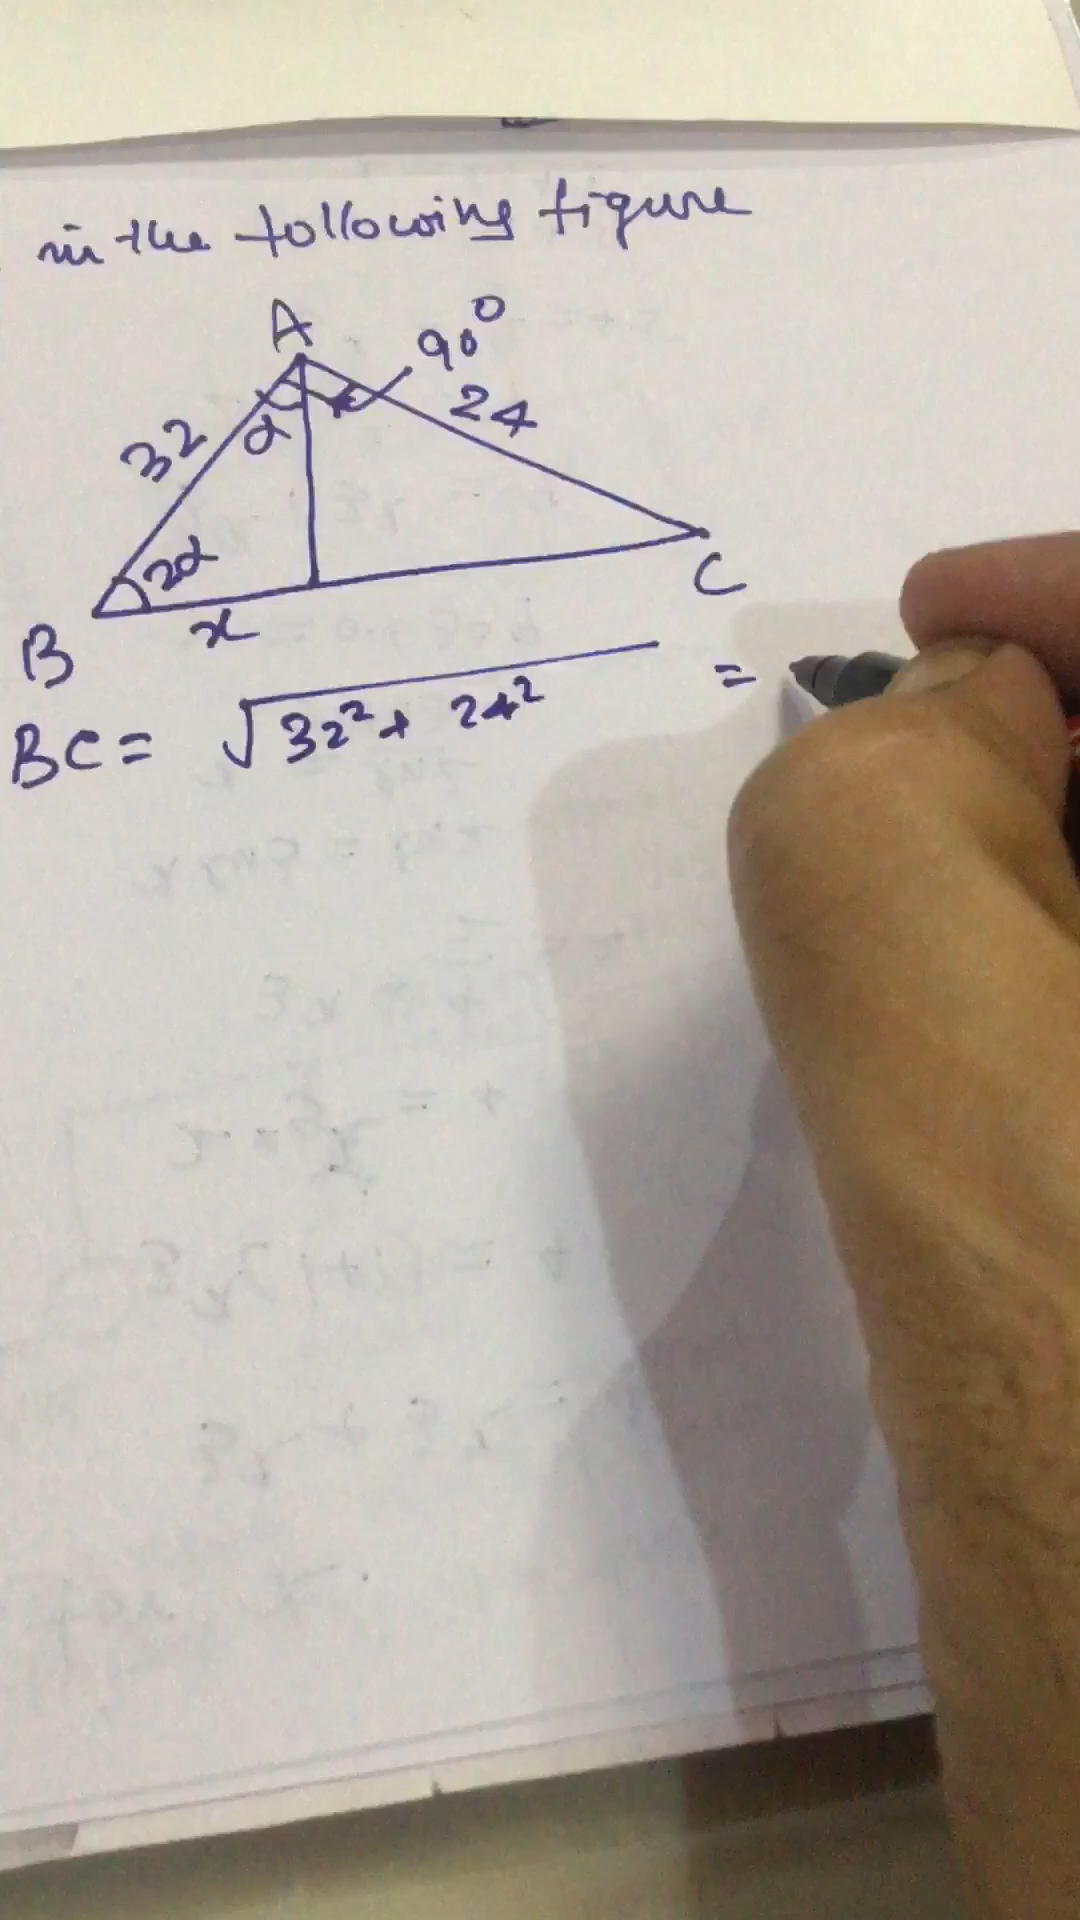 in the following figure
A
90°
32
24
α
2α
C
x
B
BC = √32² + 24² =